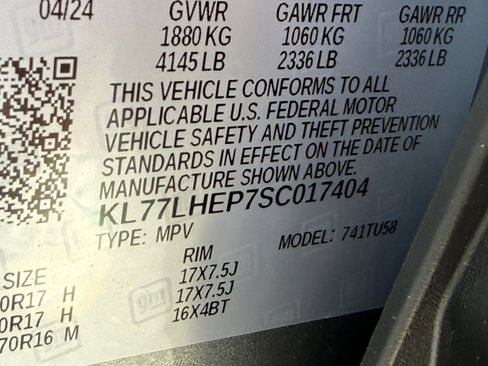 04/24 GVWR GAWR FRT GAWR RR
1880 KG 1060 KG 1060 KG
4145 LB 2336 LB 2336 LB
THIS VEHICLE CONFORMS TO ALL
APPLICABLE U.S. FEDERAL MOTOR
VEHICLE SAFETY AND THEFT PREVENTION
STANDARDS IN EFFECT ON THE DATE OF
MANUFACTURE SHOWN ABOVE.
KL77LHEP7SC017404
TYPE: MPV MODEL: 741TU58
SIZE RIM
0R17 H 17X7.5J
0R17 H 17X7.5J
70R16 M 16X4BT
gm